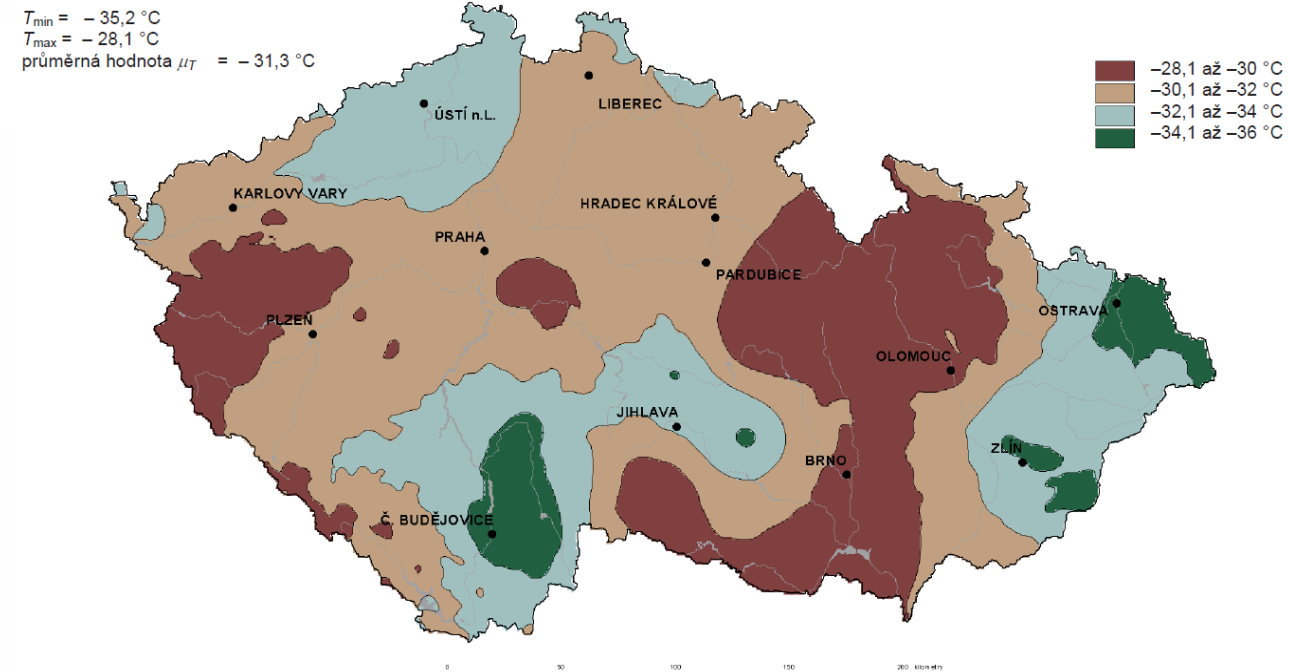 Tmin = – 35,2 °C
Tmax = – 28,1 °C
průměrná hodnota μT = – 31,3 °C
–28,1 až –30 °C
–30,1 až –32 °C
–32,1 až –34 °C
–34,1 až –36 °C
LIBEREC
ÚSTÍ n.L.
KARLOVY VARY
HRADEC KRÁLOVÉ
PRAHA
PARDUBICE
OSTRAVA
PLZEŇ
OLOMOUC
JIHLAVA
ZLÍN
BRNO
Č. BUDĚJOVICE
0 50 100 150 200 kilometry